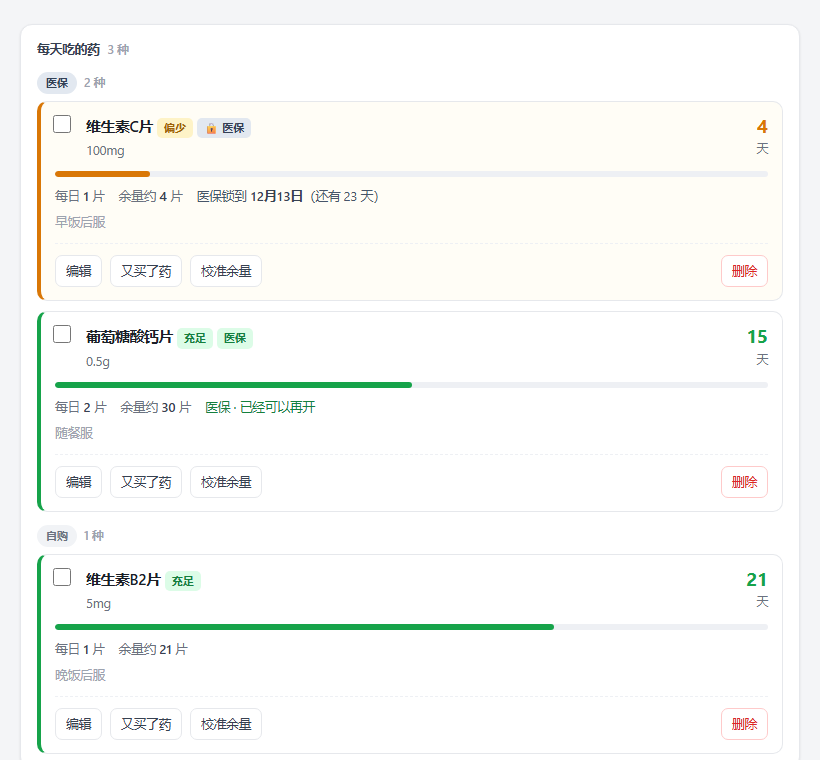 每天吃的药 3 种
医保 2 种
维生素C片 偏少 🔒 医保 4
100mg 天
每日 1 片 余量约 4 片 医保锁到 12月13日（还有 23 天）
早饭后服
编辑 又买了药 校准余量 删除
葡萄糖酸钙片 充足 医保 15
0.5g 天
每日 2 片 余量约 30 片 医保 · 已经可以再开
随餐服
编辑 又买了药 校准余量 删除
自购 1 种
维生素B2片 充足 21
5mg 天
每日 1 片 余量约 21 片
晚饭后服
编辑 又买了药 校准余量 删除